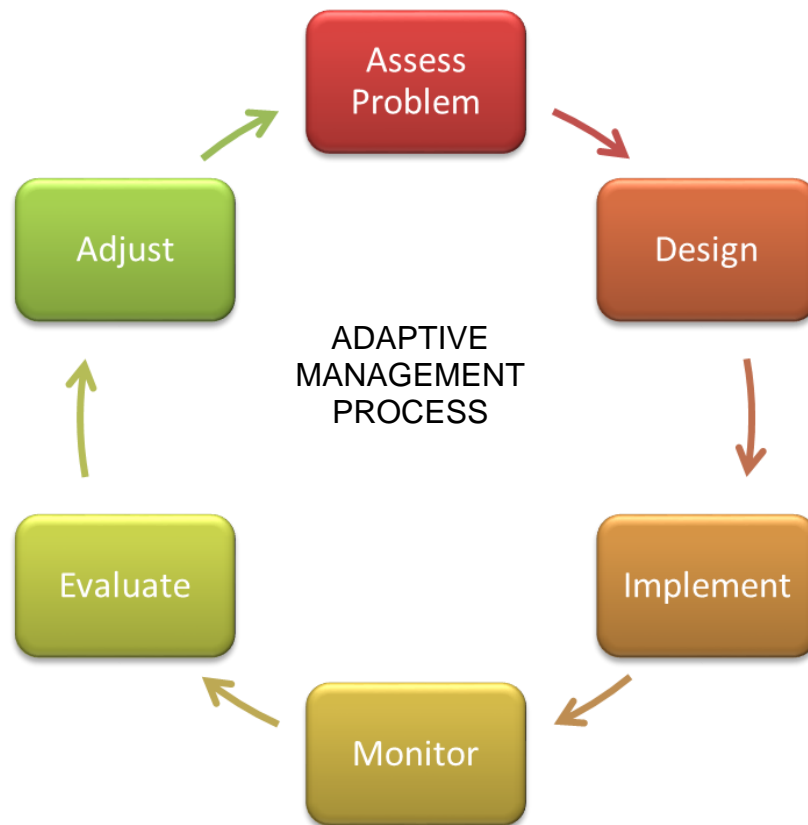 Assess
Problem
Design
Implement
Monitor
Evaluate
Adjust
ADAPTIVE
MANAGEMENT
PROCESS